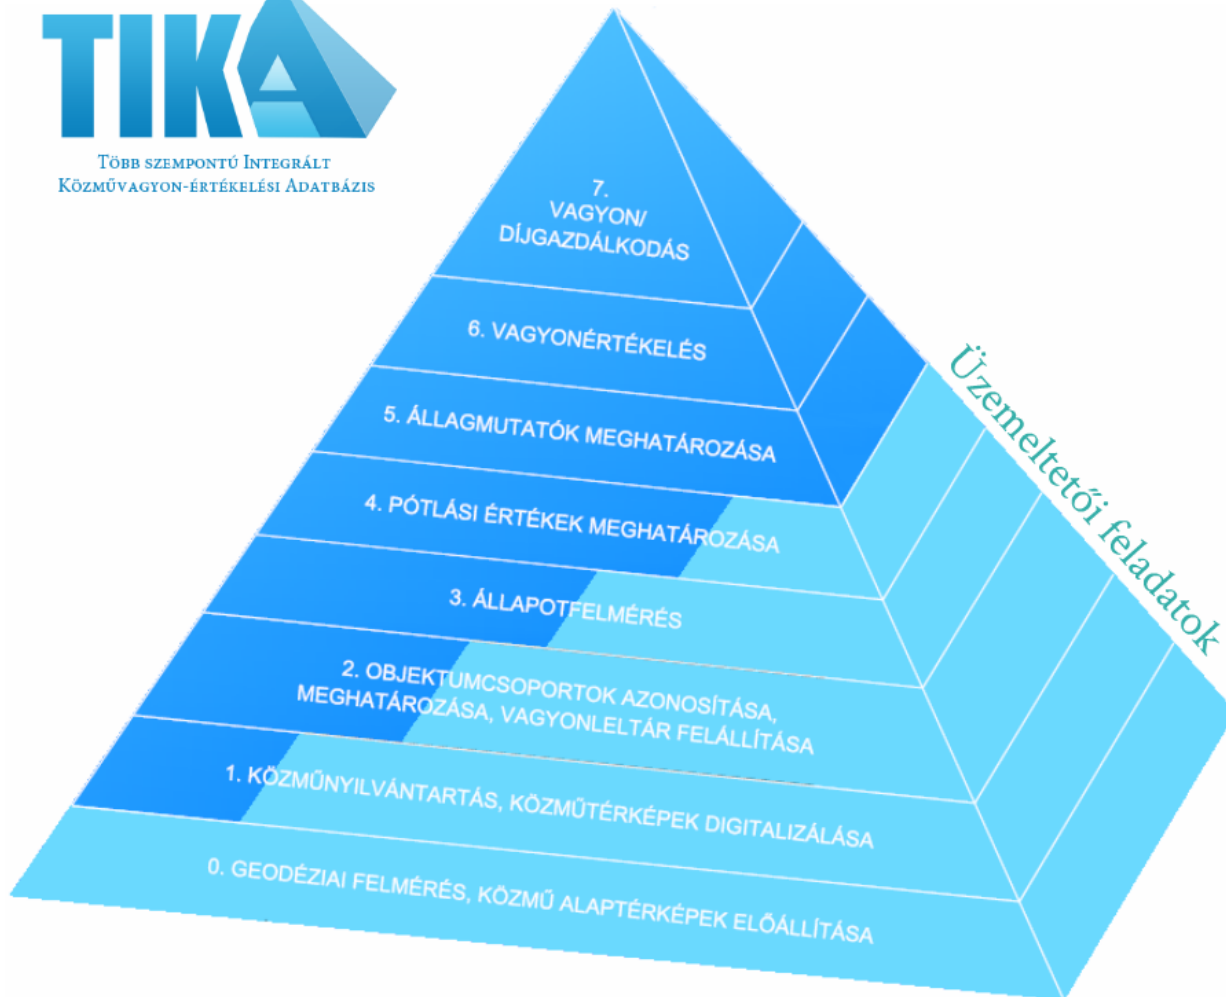 TIKA
Több szempontú Integrált
Közművagyon-értékelési Adatbázis
7.
VAGYON/
DÍJGAZDÁLKODÁS
6. VAGYONÉRTÉKELÉS
5. ÁLLAGMUTATÓK MEGHATÁROZÁSA
4. PÓTLÁSI ÉRTÉKEK MEGHATÁROZÁSA
3. ÁLLAPOTFELMÉRÉS
2. OBJEKTUMCSOPORTOK AZONOSÍTÁSA,
MEGHATÁROZÁSA, VAGYONLELTÁR FELÁLLÍTÁSA
1. KÖZMŰNYILVÁNTARTÁS, KÖZMŰTÉRKÉPEK DIGITALIZÁLÁSA
0. GEODÉZIAI FELMÉRÉS, KÖZMŰ ALAPTÉRKÉPEK ELŐÁLLÍTÁSA
Üzemeltetői feladatok